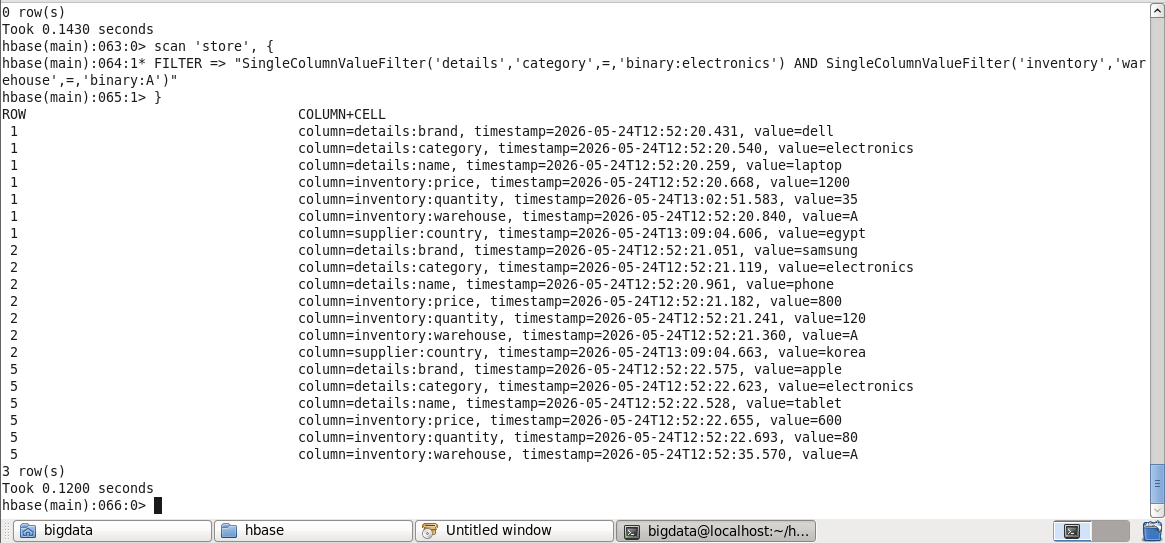 0 row(s)
Took 0.1430 seconds
hbase(main):063:0> scan 'store', {
hbase(main):064:1* FILTER => "SingleColumnValueFilter('details','category',=,'binary:electronics') AND SingleColumnValueFilter('inventory','war
ehouse',=,'binary:A')"
hbase(main):065:1> }
ROW COLUMN+CELL
1 column=details:brand, timestamp=2026-05-24T12:52:20.431, value=dell
1 column=details:category, timestamp=2026-05-24T12:52:20.540, value=electronics
1 column=details:name, timestamp=2026-05-24T12:52:20.259, value=laptop
1 column=inventory:price, timestamp=2026-05-24T12:52:20.668, value=1200
1 column=inventory:quantity, timestamp=2026-05-24T13:02:51.583, value=35
1 column=inventory:warehouse, timestamp=2026-05-24T12:52:20.840, value=A
1 column=supplier:country, timestamp=2026-05-24T13:09:04.606, value=egypt
2 column=details:brand, timestamp=2026-05-24T12:52:21.051, value=samsung
2 column=details:category, timestamp=2026-05-24T12:52:21.119, value=electronics
2 column=details:name, timestamp=2026-05-24T12:52:20.961, value=phone
2 column=inventory:price, timestamp=2026-05-24T12:52:21.182, value=800
2 column=inventory:quantity, timestamp=2026-05-24T12:52:21.241, value=120
2 column=inventory:warehouse, timestamp=2026-05-24T12:52:21.360, value=A
2 column=supplier:country, timestamp=2026-05-24T13:09:04.663, value=korea
5 column=details:brand, timestamp=2026-05-24T12:52:22.575, value=apple
5 column=details:category, timestamp=2026-05-24T12:52:22.623, value=electronics
5 column=details:name, timestamp=2026-05-24T12:52:22.528, value=tablet
5 column=inventory:price, timestamp=2026-05-24T12:52:22.655, value=600
5 column=inventory:quantity, timestamp=2026-05-24T12:52:22.693, value=80
5 column=inventory:warehouse, timestamp=2026-05-24T12:52:35.570, value=A
3 row(s)
Took 0.1200 seconds
hbase(main):066:0>
bigdata hbase Untitled window bigdata@localhost:~/h...